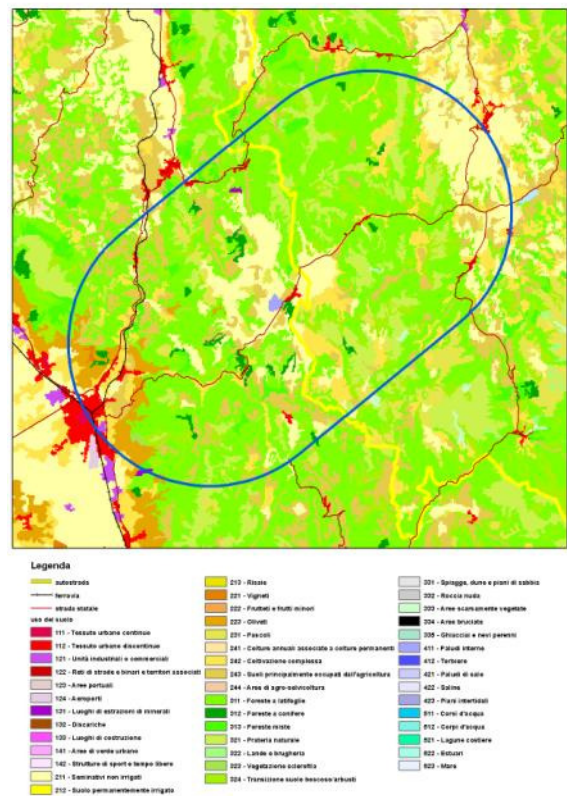 Legenda
autostrada
ferrovia
strada statale
uso del suolo
111 - Tessuto urbano continuo
112 - Tessuto urbano discontinuo
121 - Unità industriali o commerciali
122 - Reti di strade e binari e territori associati
123 - Aree portuali
124 - Aeroporti
131 - Luoghi di estrazioni di minerali
132 - Discariche
133 - Luoghi di costruzione
141 - Aree di verde urbano
142 - Strutture di sport e tempo libero
211 - Seminativi non irrigati
212 - Suolo permanentemente irrigato
213 - Risaie
221 - Vigneti
222 - Frutteti e frutti minori
223 - Oliveti
231 - Pascoli
241 - Colture annuali associate a colture permanenti
242 - Coltivazione complessa
243 - Suoli principalmente occupati dall'agricoltura
244 - Aree di agro-selvicoltura
311 - Foreste a latifoglie
312 - Foreste a conifere
313 - Foreste miste
321 - Prateria naturale
322 - Lande e brugheria
323 - Vegetazione sclerofila
324 - Transizione suolo boscoso/arbusti
331 - Spiagge, dune e piani di sabbia
332 - Roccia nuda
333 - Aree scarsamente vegetate
334 - Aree bruciate
335 - Ghiacciai e nevi perenni
411 - Paludi interne
412 - Torbiere
421 - Paludi di sale
422 - Saline
423 - Piani intertidali
511 - Corsi d'acqua
512 - Corpi d'acqua
521 - Lagune costiere
522 - Estuari
523 - Mare